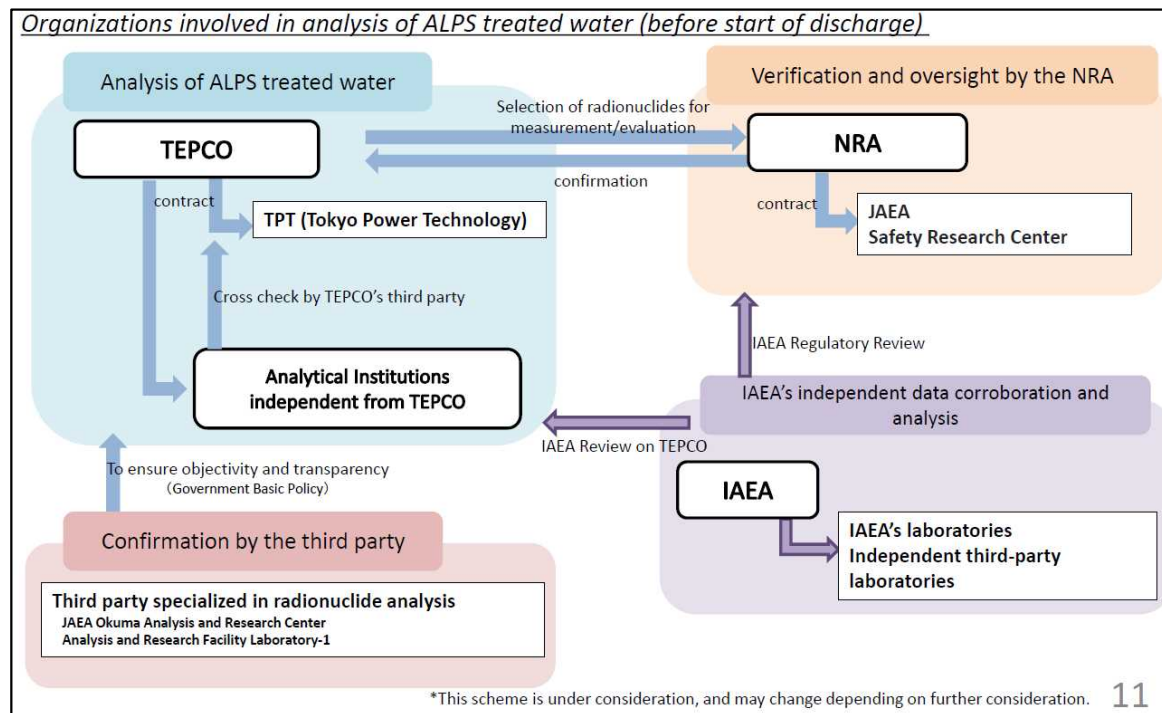 Organizations involved in analysis of ALPS treated water (before start of discharge)
Analysis of ALPS treated water
TEPCO
contract
TPT (Tokyo Power Technology)
Cross check by TEPCO's third party
Analytical Institutions
independent from TEPCO
Selection of radionuclides for
measurement/evaluation
confirmation
Verification and oversight by the NRA
NRA
contract
JAEA
Safety Research Center
IAEA Regulatory Review
IAEA's independent data corroboration and
analysis
IAEA Review on TEPCO
IAEA
IAEA's laboratories
Independent third-party
laboratories
To ensure objectivity and transparency
(Government Basic Policy)
Confirmation by the third party
Third party specialized in radionuclide analysis
JAEA Okuma Analysis and Research Center
Analysis and Research Facility Laboratory-1
*This scheme is under consideration, and may change depending on further consideration.
11